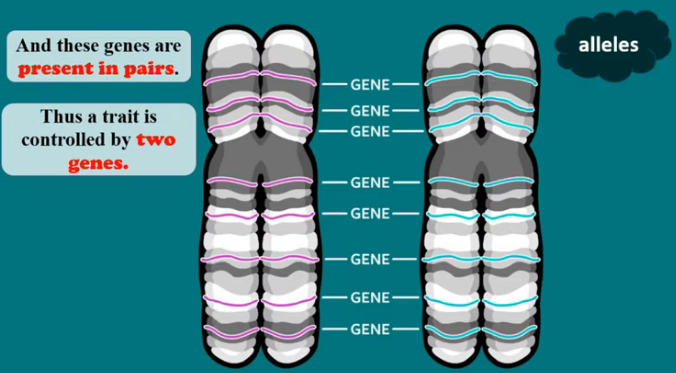 And these genes are
present in pairs.
Thus a trait is
controlled by two
genes.
alleles
GENE
GENE
GENE
GENE
GENE
GENE
GENE
GENE